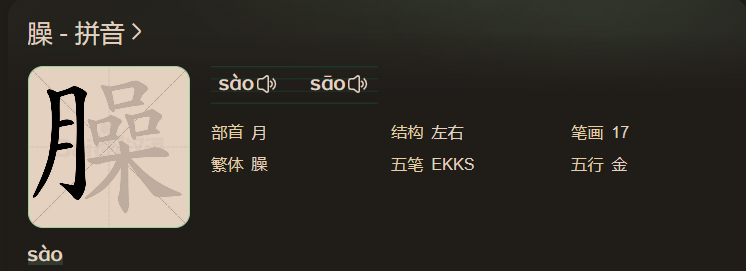 臊 - 拼音
臊
sào sāo
部首 月 结构 左右 笔画 17
繁体 臊 五笔 EKKS 五行 金
sào